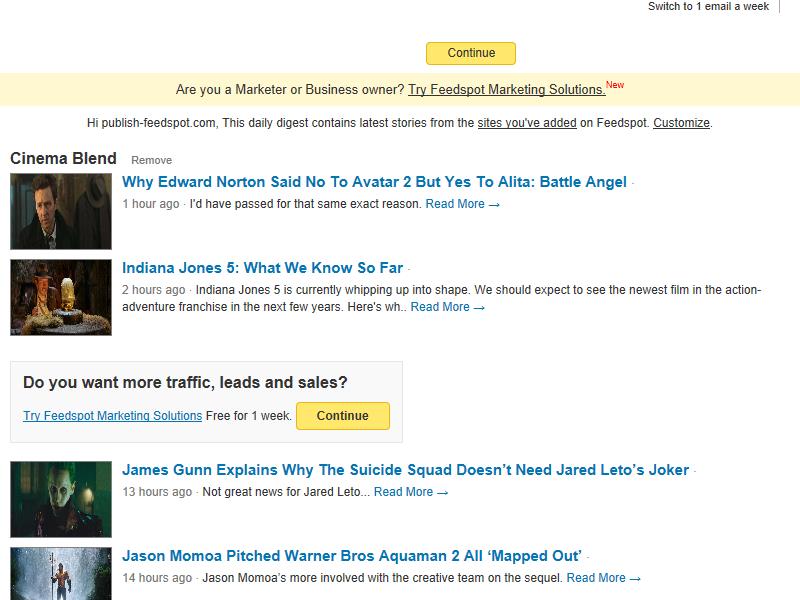 Switch to 1 email a week
Continue
Are you a Marketer or Business owner? Try Feedspot Marketing Solutions.New
Hi publish-feedspot.com, This daily digest contains latest stories from the sites you've added on Feedspot. Customize.
Cinema Blend Remove
Why Edward Norton Said No To Avatar 2 But Yes To Alita: Battle Angel ·
1 hour ago · I'd have passed for that same exact reason. Read More →
Indiana Jones 5: What We Know So Far ·
2 hours ago · Indiana Jones 5 is currently whipping up into shape. We should expect to see the newest film in the action-
adventure franchise in the next few years. Here's wh.. Read More →
Do you want more traffic, leads and sales?
Try Feedspot Marketing Solutions Free for 1 week. Continue
James Gunn Explains Why The Suicide Squad Doesn’t Need Jared Leto’s Joker ·
13 hours ago · Not great news for Jared Leto... Read More →
Jason Momoa Pitched Warner Bros Aquaman 2 All ‘Mapped Out’ ·
14 hours ago · Jason Momoa’s more involved with the creative team on the sequel. Read More →